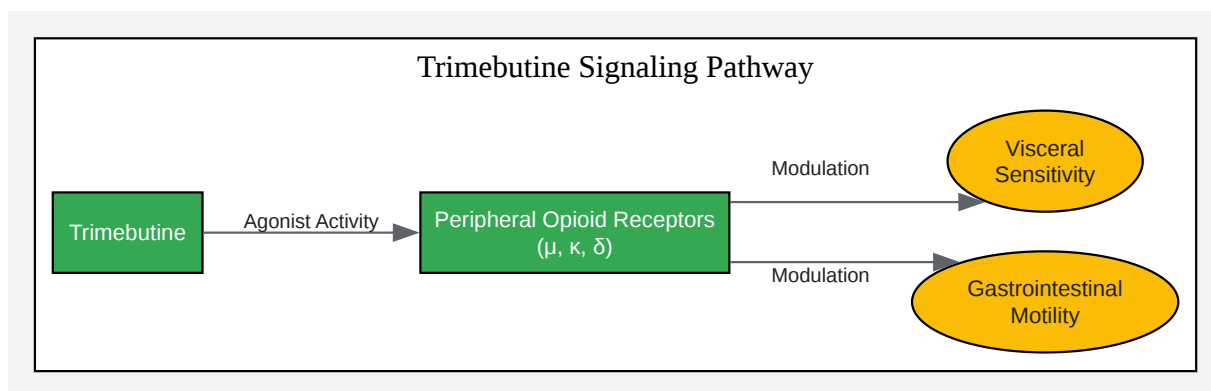 Trimebutine Signaling Pathway
Trimebutine
Agonist Activity
Peripheral Opioid Receptors
(μ, κ, δ)
Modulation
Visceral
Sensitivity
Modulation
Gastrointestinal
Motility